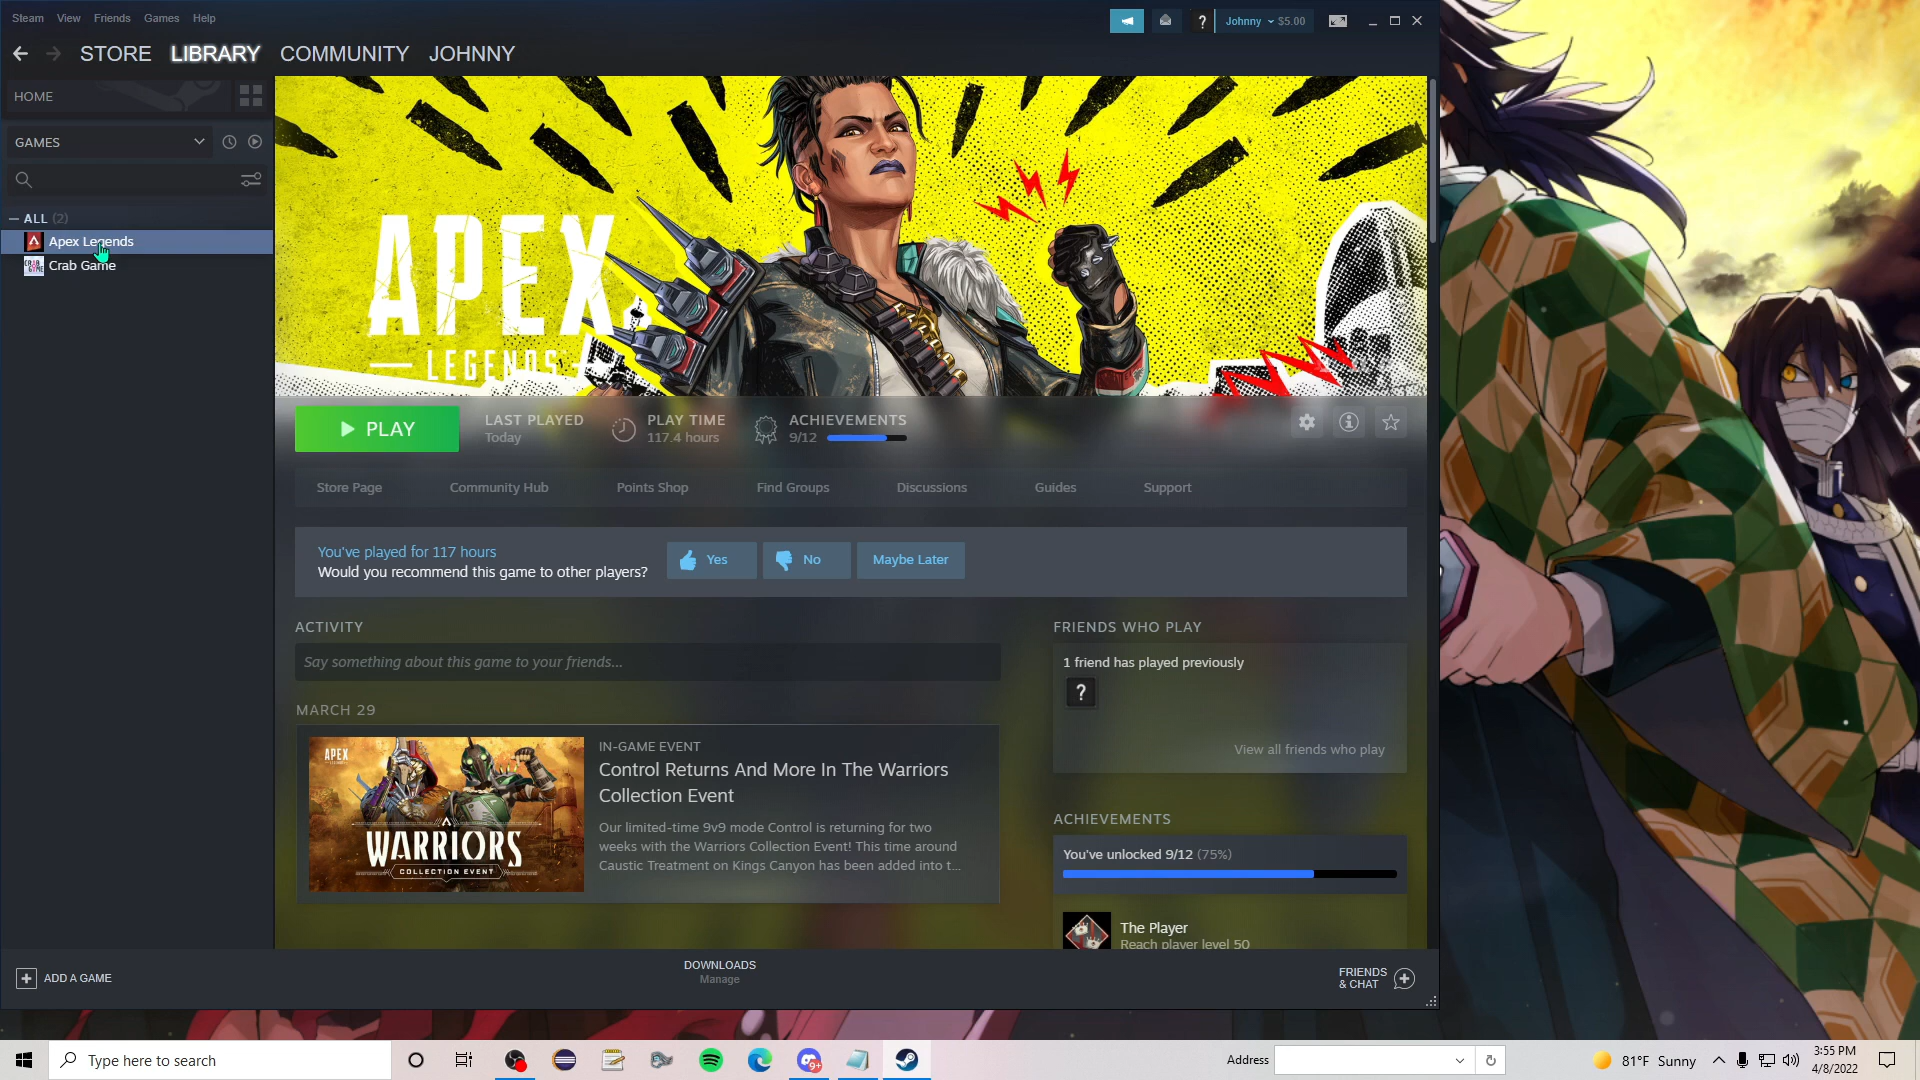 Steam View Friends Games Help
? Johnny $5.00
STORE LIBRARY COMMUNITY JOHNNY
HOME
GAMES
ALL (2)
Apex Legends
CRAB GAME Crab Game
APEX
LEGENDS
PLAY
LAST PLAYED
Today
PLAY TIME
117.4 hours
ACHIEVEMENTS
9/12
Store Page Community Hub Points Shop Find Groups Discussions Guides Support
You've played for 117 hours
Would you recommend this game to other players?
Yes No Maybe Later
ACTIVITY
Say something about this game to your friends...
MARCH 29
APEX
WARRIORS
COLLECTION EVENT
IN-GAME EVENT
Control Returns And More In The Warriors
Collection Event
Our limited-time 9v9 mode Control is returning for two
weeks with the Warriors Collection Event! This time around
Caustic Treatment on Kings Canyon has been added into t...
FRIENDS WHO PLAY
1 friend has played previously
?
View all friends who play
ACHIEVEMENTS
You've unlocked 9/12 (75%)
The Player
Reach player level 50
ADD A GAME
DOWNLOADS
Manage
FRIENDS
& CHAT
Type here to search
9+
Address
81°F Sunny
3:55 PM
4/8/2022